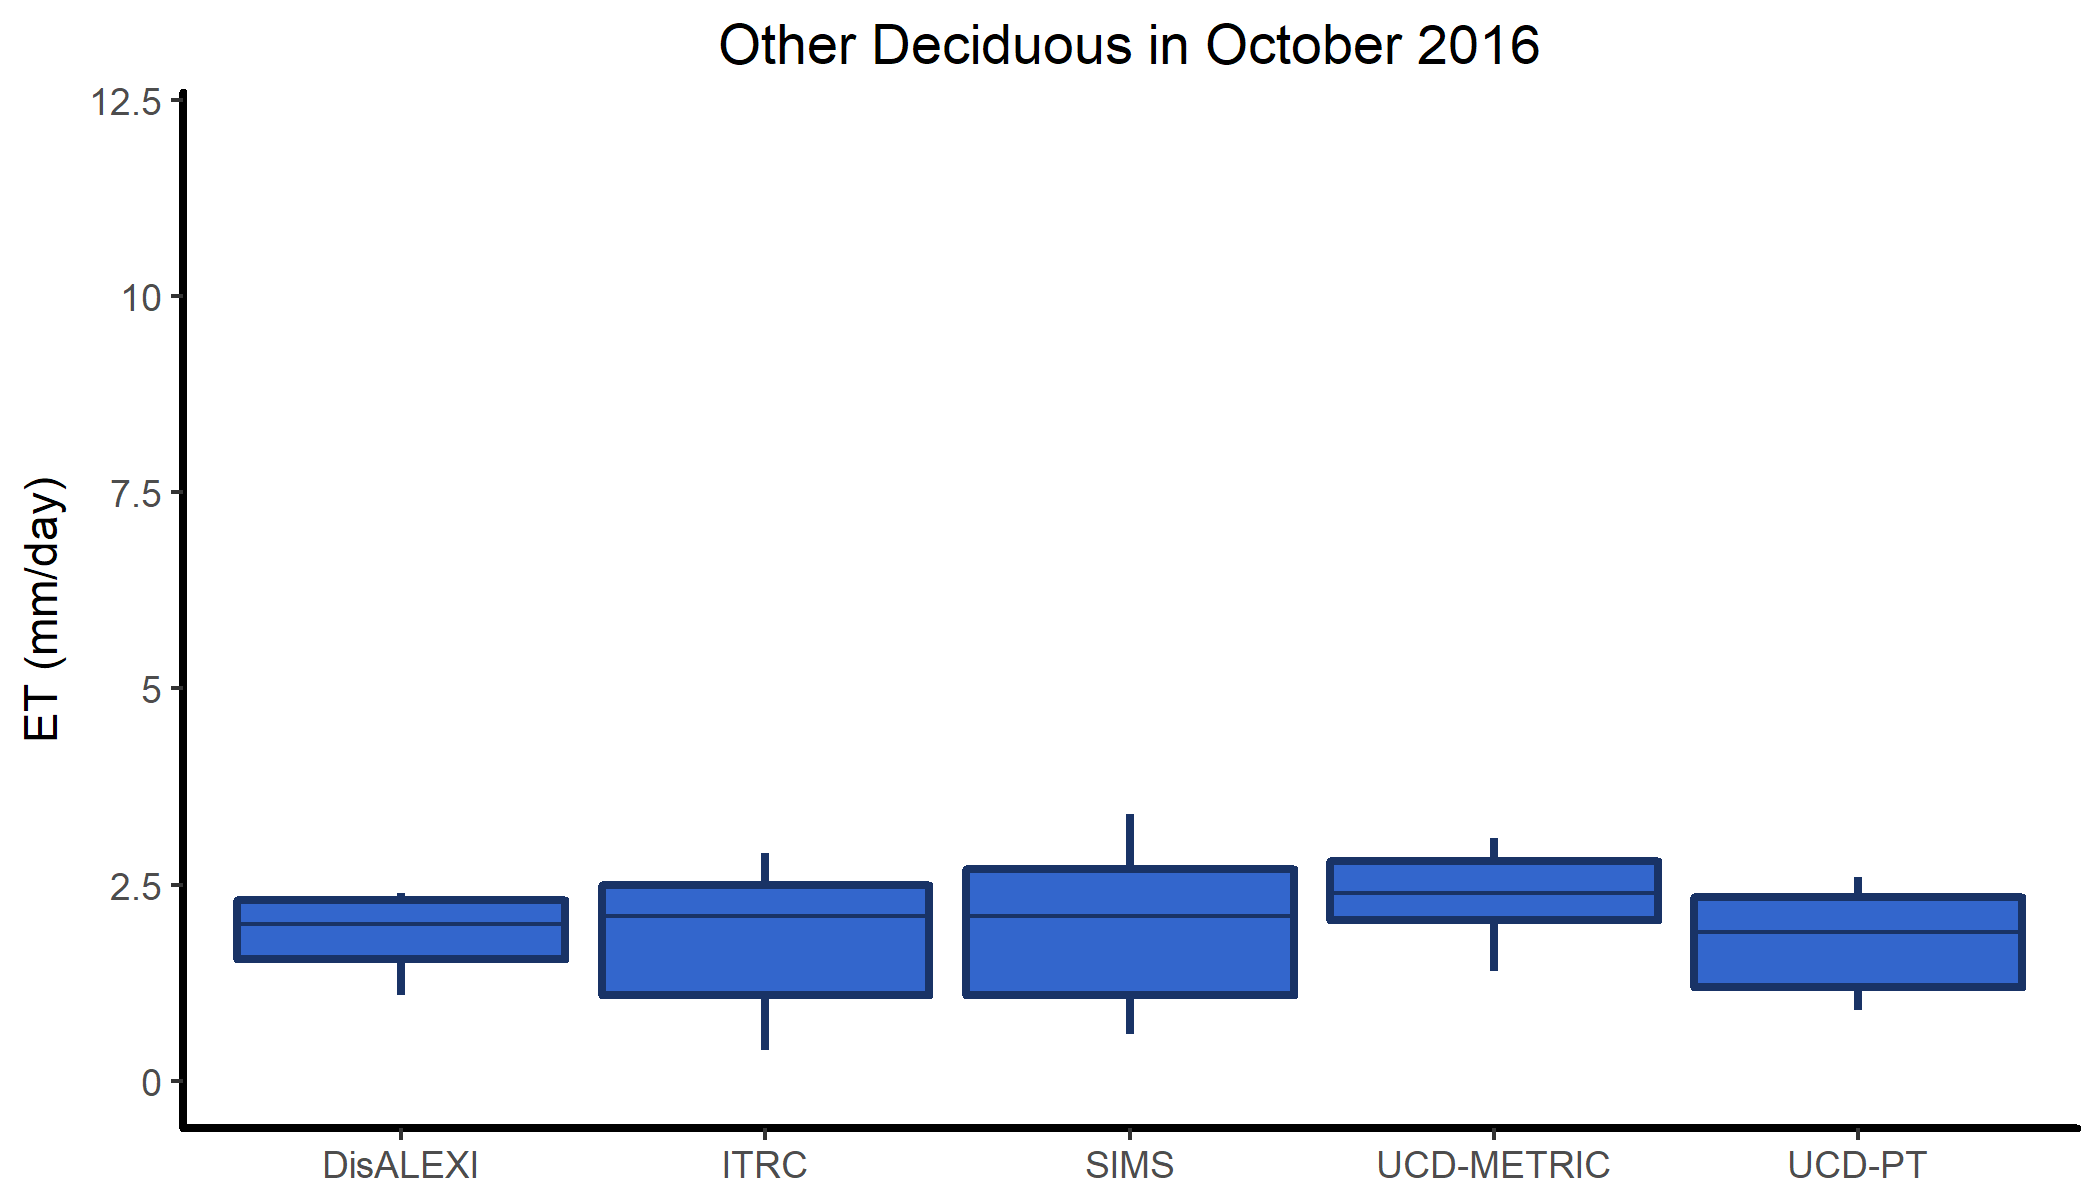 Other Deciduous in October 2016
12.5
10
7.5
5
2.5
0
ET (mm/day)
DisALEXI ITRC SIMS UCD-METRIC UCD-PT